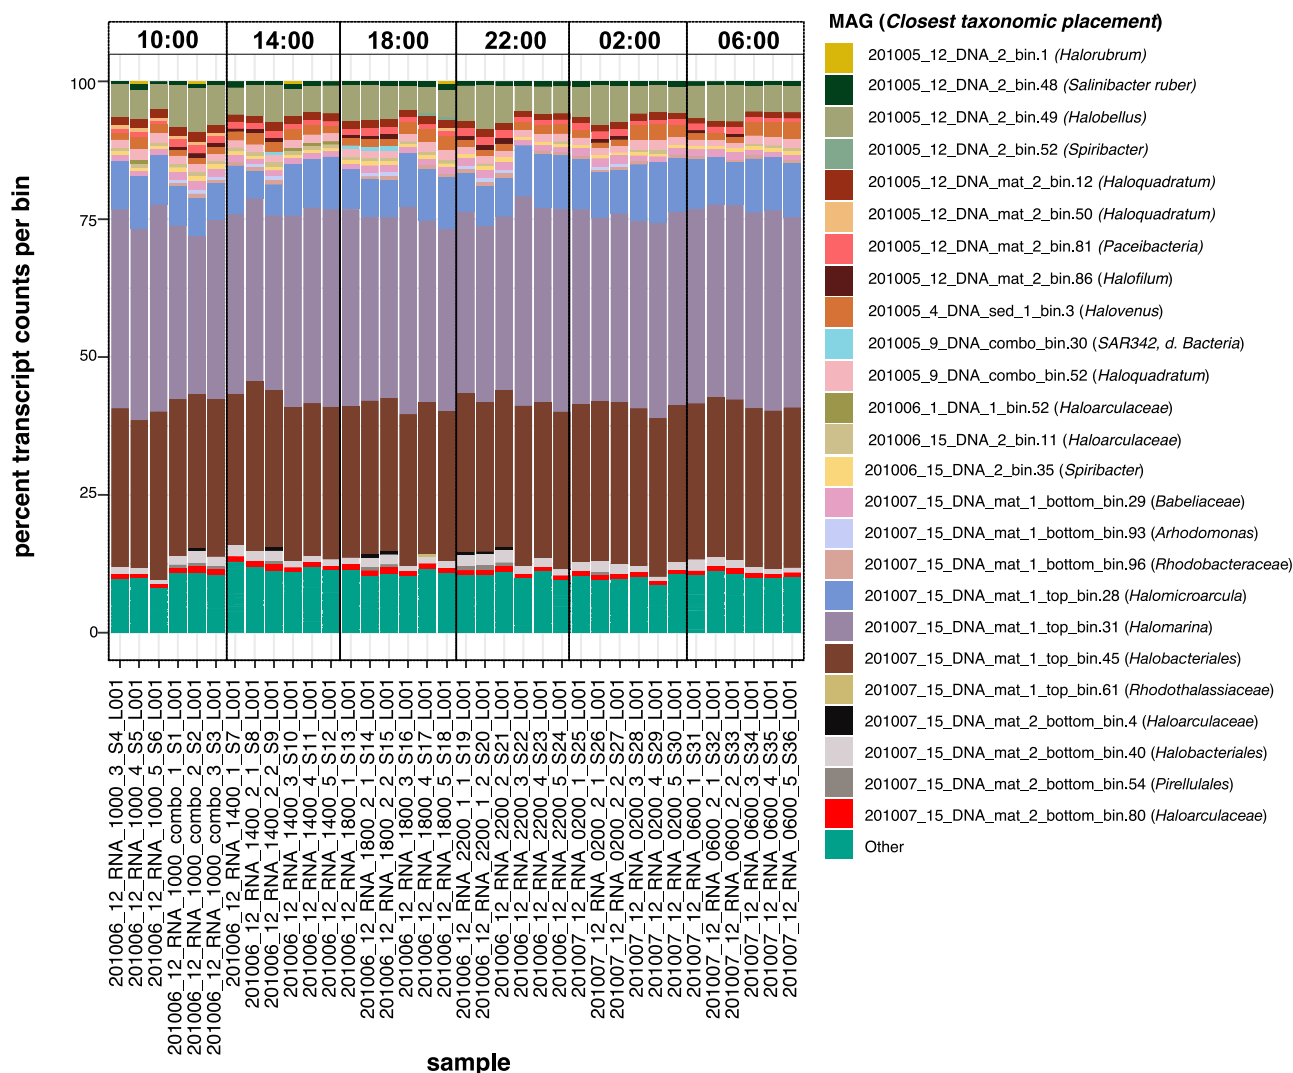 MAG (Closest taxonomic placement)
10:00 14:00 18:00 22:00 02:00 06:00
percent transcript counts per bin
100
75
50
25
0
201006_12_RNA_1000_3_S4_L001
201006_12_RNA_1000_4_S5_L001
201006_12_RNA_1000_5_S6_L001
201006_12_RNA_1000_combo_1_S1_L001
201006_12_RNA_1000_combo_2_S2_L001
201006_12_RNA_1000_combo_3_S3_L001
201006_12_RNA_1400_1_S7_L001
201006_12_RNA_1400_2_1_S8_L001
201006_12_RNA_1400_2_2_S9_L001
201006_12_RNA_1400_3_S10_L001
201006_12_RNA_1400_4_S11_L001
201006_12_RNA_1400_5_S12_L001
201006_12_RNA_1800_1_S13_L001
201006_12_RNA_1800_2_1_S14_L001
201006_12_RNA_1800_2_2_S15_L001
201006_12_RNA_1800_3_S16_L001
201006_12_RNA_1800_4_S17_L001
201006_12_RNA_1800_5_S18_L001
201006_12_RNA_2200_1_1_S19_L001
201006_12_RNA_2200_1_2_S20_L001
201006_12_RNA_2200_2_S21_L001
201006_12_RNA_2200_3_S22_L001
201006_12_RNA_2200_4_S23_L001
201006_12_RNA_2200_5_S24_L001
201007_12_RNA_0200_1_S25_L001
201007_12_RNA_0200_2_1_S26_L001
201007_12_RNA_0200_2_2_S27_L001
201007_12_RNA_0200_3_S28_L001
201007_12_RNA_0200_4_S29_L001
201007_12_RNA_0200_5_S30_L001
201007_12_RNA_0600_1_S31_L001
201007_12_RNA_0600_2_1_S32_L001
201007_12_RNA_0600_2_2_S33_L001
201007_12_RNA_0600_3_S34_L001
201007_12_RNA_0600_4_S35_L001
201007_12_RNA_0600_5_S36_L001
sample
201005_12_DNA_2_bin.1 (Halorubrum)
201005_12_DNA_2_bin.48 (Salinibacter ruber)
201005_12_DNA_2_bin.49 (Halobellus)
201005_12_DNA_2_bin.52 (Spiribacter)
201005_12_DNA_mat_2_bin.12 (Haloquadratum)
201005_12_DNA_mat_2_bin.50 (Haloquadratum)
201005_12_DNA_mat_2_bin.81 (Paceibacteria)
201005_12_DNA_mat_2_bin.86 (Halofilum)
201005_4_DNA_sed_1_bin.3 (Halovenus)
201005_9_DNA_combo_bin.30 (SAR342, d. Bacteria)
201005_9_DNA_combo_bin.52 (Haloquadratum)
201006_1_DNA_1_bin.52 (Haloarculaceae)
201006_15_DNA_2_bin.11 (Haloarculaceae)
201006_15_DNA_2_bin.35 (Spiribacter)
201007_15_DNA_mat_1_bottom_bin.29 (Babeliaceae)
201007_15_DNA_mat_1_bottom_bin.93 (Arhodomonas)
201007_15_DNA_mat_1_bottom_bin.96 (Rhodobacteraceae)
201007_15_DNA_mat_1_top_bin.28 (Halomicroarcula)
201007_15_DNA_mat_1_top_bin.31 (Halomarina)
201007_15_DNA_mat_1_top_bin.45 (Halobacteriales)
201007_15_DNA_mat_1_top_bin.61 (Rhodothalassiaceae)
201007_15_DNA_mat_2_bottom_bin.4 (Haloarculaceae)
201007_15_DNA_mat_2_bottom_bin.40 (Halobacteriales)
201007_15_DNA_mat_2_bottom_bin.54 (Pirellulales)
201007_15_DNA_mat_2_bottom_bin.80 (Haloarculaceae)
Other